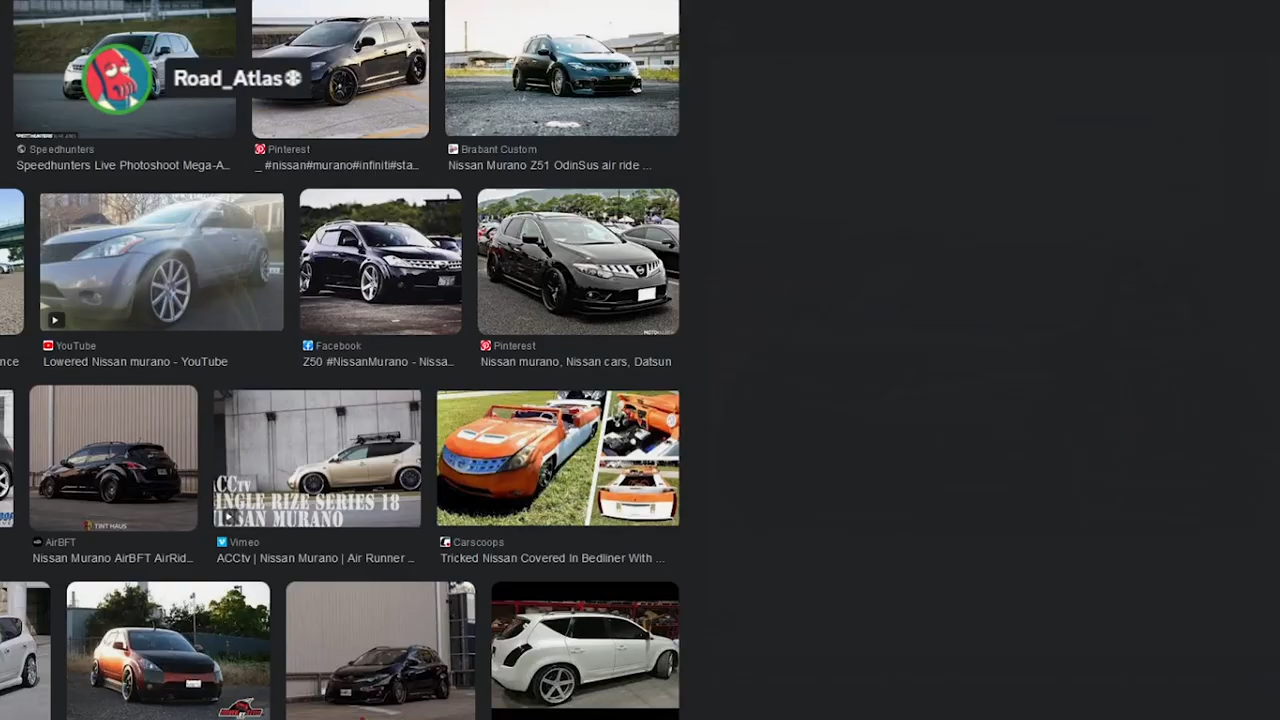 Road_Atlas
SPEEDHUNTERS
Speedhunters
Speedhunters Live Photoshoot Mega-A...
Pinterest
_ #nissan#murano#infiniti#sta...
Brabant Custom
Nissan Murano Z51 OdinSus air ride ...
nce
YouTube
Lowered Nissan murano - YouTube
Facebook
Z50 #NissanMurano - Nissa...
Pinterest
Nissan murano, Nissan cars, Datsun
TINT HAUS
AirBFT
Nissan Murano AirBFT AirRid...
ACCTV
INGLE RIZE SERIES 18
NISSAN MURANO
Vimeo
ACCtv | Nissan Murano | Air Runner ...
Carscoops
Tricked Nissan Covered In Bedliner With ...